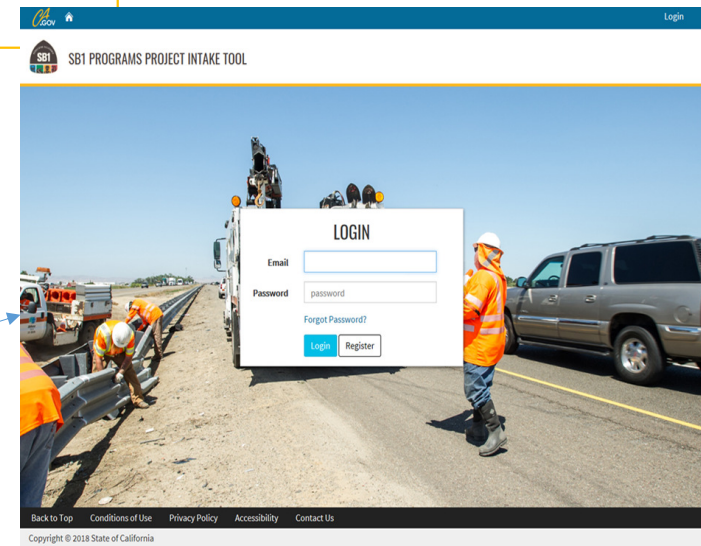 CA.GOV Login
SB1 SB1 PROGRAMS PROJECT INTAKE TOOL
LOGIN
Email
Password password
Forgot Password?
Login Register
Back to Top Conditions of Use Privacy Policy Accessibility Contact Us
Copyright © 2018 State of California